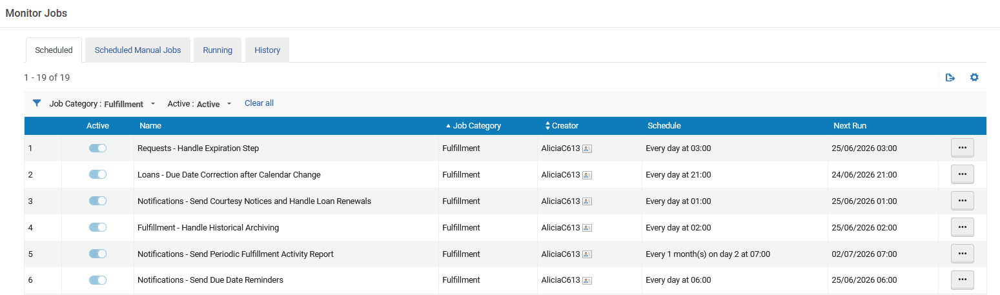 Monitor Jobs
Scheduled Scheduled Manual Jobs Running History
1 - 19 of 19
Job Category : Fulfillment Active : Active Clear all
Active Name Job Category Creator Schedule Next Run
1 Requests - Handle Expiration Step Fulfillment AliciaC613 Every day at 03:00 25/06/2026 03:00
2 Loans - Due Date Correction after Calendar Change Fulfillment AliciaC613 Every day at 21:00 24/06/2026 21:00
3 Notifications - Send Courtesy Notices and Handle Loan Renewals Fulfillment AliciaC613 Every day at 01:00 25/06/2026 01:00
4 Fulfillment - Handle Historical Archiving Fulfillment AliciaC613 Every day at 02:00 25/06/2026 02:00
5 Notifications - Send Periodic Fulfillment Activity Report Fulfillment AliciaC613 Every 1 month(s) on day 2 at 07:00 02/07/2026 07:00
6 Notifications - Send Due Date Reminders Fulfillment AliciaC613 Every day at 06:00 25/06/2026 06:00